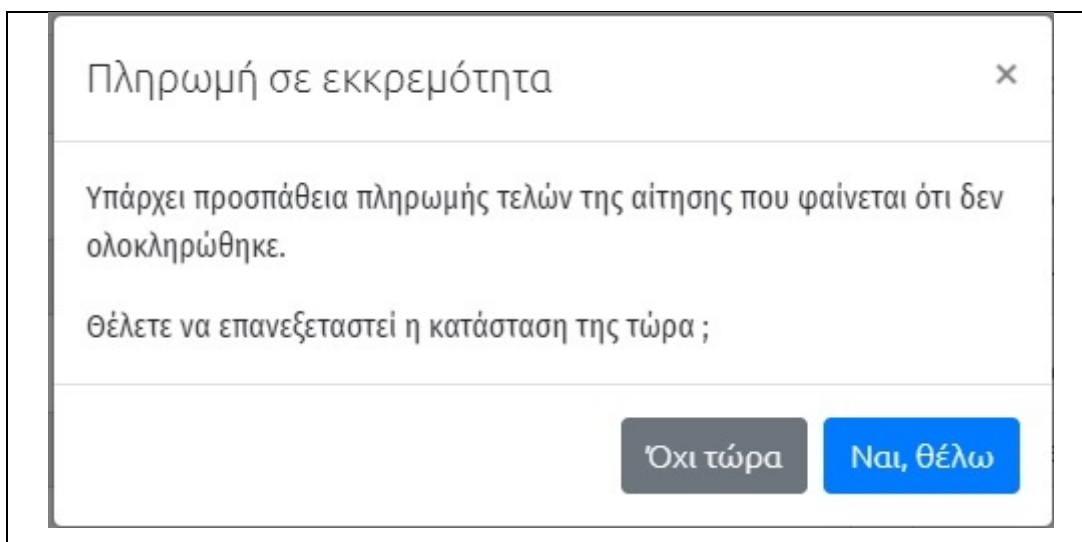 Πληρωμή σε εκκρεμότητα
×
Υπάρχει προσπάθεια πληρωμής τελών της αίτησης που φαίνεται ότι δεν
ολοκληρώθηκε.
Θέλετε να επανεξεταστεί η κατάσταση της τώρα ;
Όχι τώρα
Ναι, θέλω